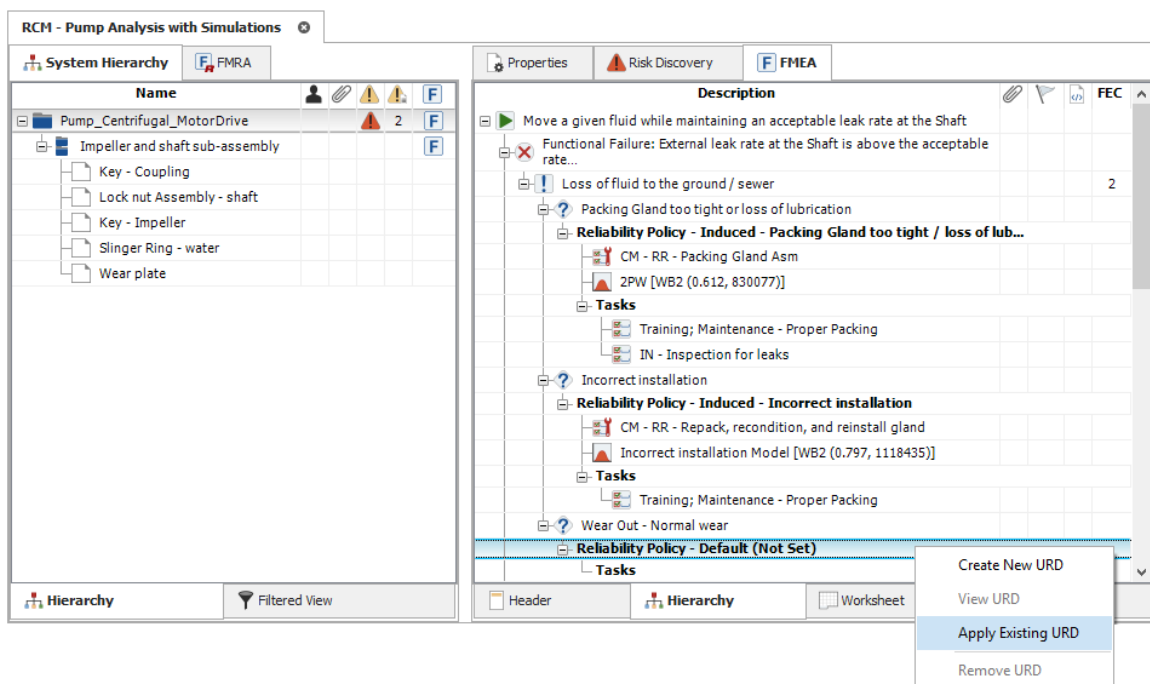 RCM - Pump Analysis with Simulations
System Hierarchy
FMRA
Name
F
Pump_Centrifugal_MotorDrive
2
F
Impeller and shaft sub-assembly
F
Key - Coupling
Lock nut Assembly - shaft
Key - Impeller
Slinger Ring - water
Wear plate
Hierarchy
Filtered View
Properties
Risk Discovery
F FMEA
Description
FEC
Move a given fluid while maintaining an acceptable leak rate at the Shaft
Functional Failure: External leak rate at the Shaft is above the acceptable
rate...
Loss of fluid to the ground / sewer
2
Packing Gland too tight or loss of lubrication
Reliability Policy - Induced - Packing Gland too tight / loss of lub...
CM - RR - Packing Gland Asm
2PW [WB2 (0.612, 830077)]
Tasks
Training; Maintenance - Proper Packing
IN - Inspection for leaks
Incorrect installation
Reliability Policy - Induced - Incorrect installation
CM - RR - Repack, recondition, and reinstall gland
Incorrect installation Model [WB2 (0.797, 1118435)]
Tasks
Training; Maintenance - Proper Packing
Wear Out - Normal wear
Reliability Policy - Default (Not Set)
Tasks
Header
Hierarchy
Worksheet
Create New URD
View URD
Apply Existing URD
Remove URD